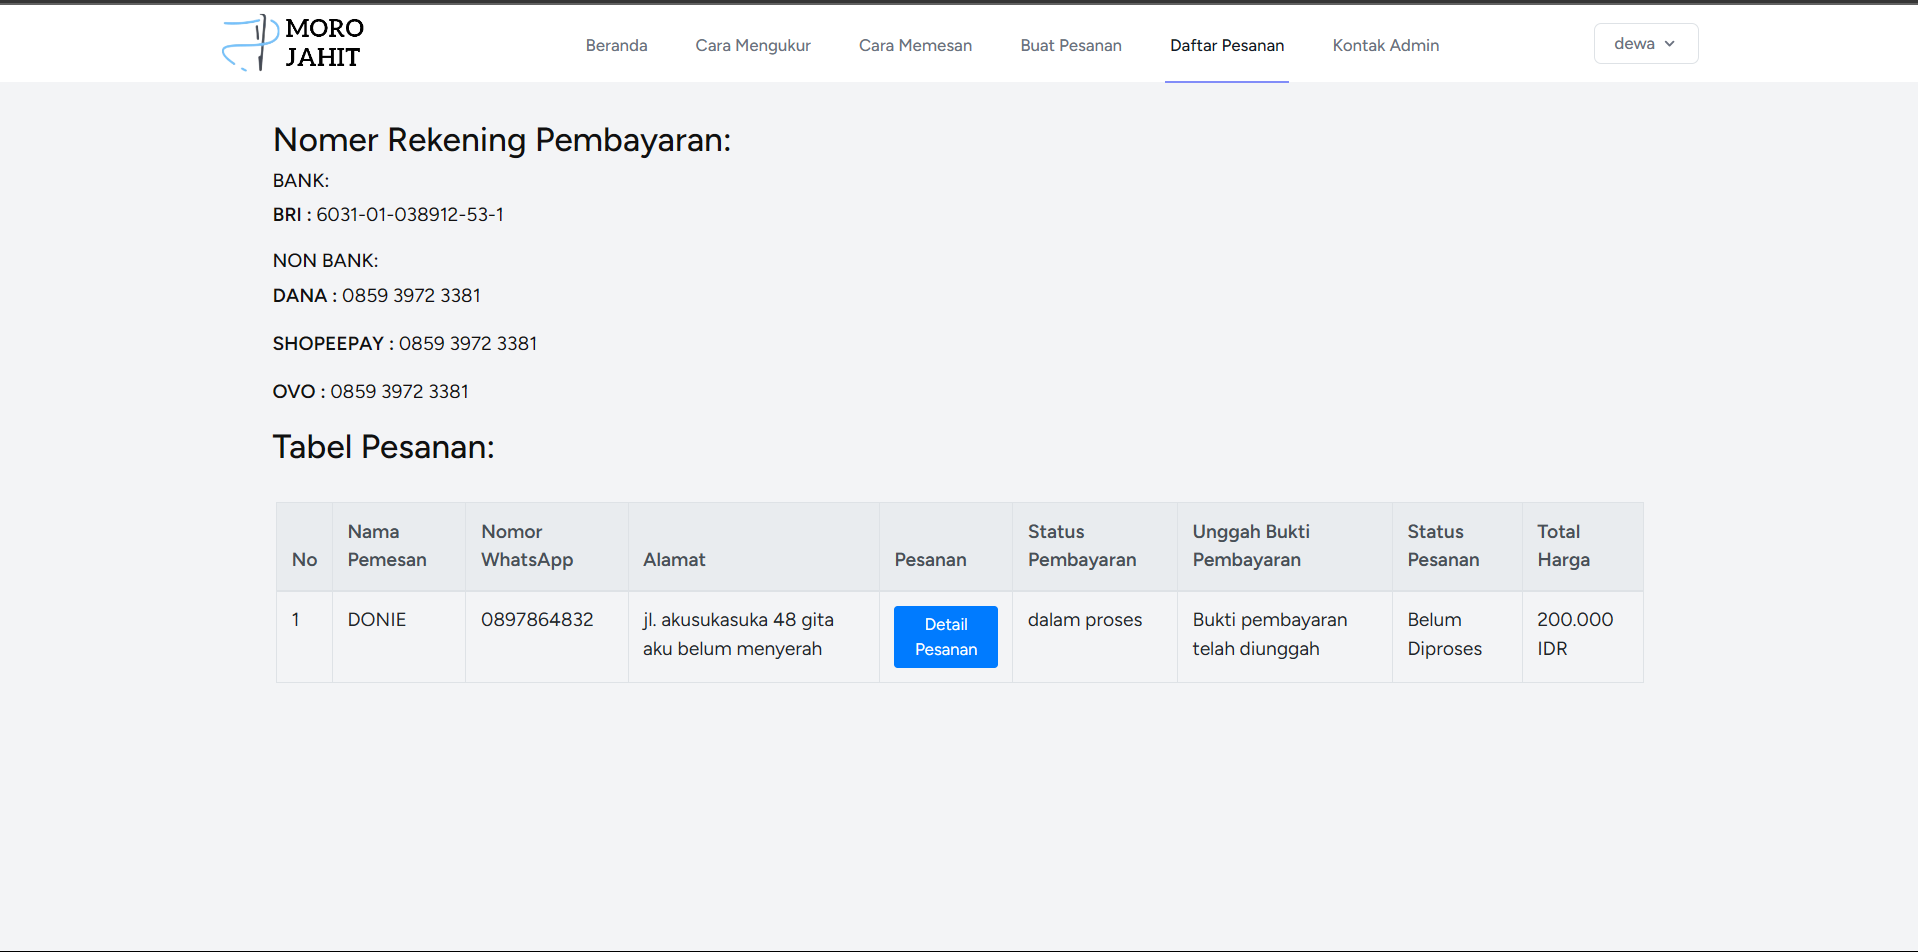 MORO
JAHIT
Beranda
Cara Mengukur
Cara Memesan
Buat Pesanan
Daftar Pesanan
Kontak Admin
dewa
Nomer Rekening Pembayaran:
BANK:
BRI : 6031-01-038912-53-1
NON BANK:
DANA : 0859 3972 3381
SHOPEEPAY : 0859 3972 3381
OVO : 0859 3972 3381
Tabel Pesanan:
No
Nama
Pemesan
Nomor
WhatsApp
Alamat
Pesanan
Status
Pembayaran
Unggah Bukti
Pembayaran
Status
Pesanan
Total
Harga
1
DONIE
0897864832
jl. akusukasuka 48 gita
aku belum menyerah
Detail
Pesanan
dalam proses
Bukti pembayaran
telah diunggah
Belum
Diproses
200.000
IDR